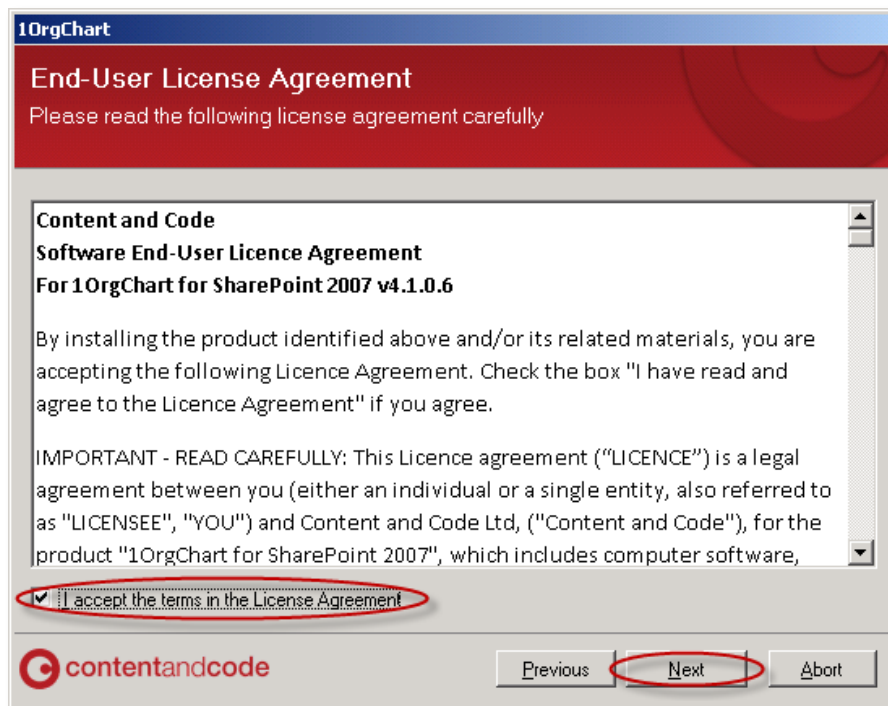 1OrgChart
End-User License Agreement
Please read the following license agreement carefully
Content and Code
Software End-User Licence Agreement
For 1OrgChart for SharePoint 2007 v4.1.0.6
By installing the product identified above and/or its related materials, you are
accepting the following Licence Agreement. Check the box "I have read and
agree to the Licence Agreement" if you agree.
IMPORTANT - READ CAREFULLY: This Licence agreement (“LICENCE”) is a legal
agreement between you (either an individual or a single entity, also referred to
as "LICENSEE", "YOU") and Content and Code Ltd, ("Content and Code"), for the
product "1OrgChart for SharePoint 2007", which includes computer software,
I accept the terms in the License Agreement
contentandcode
Previous Next Abort